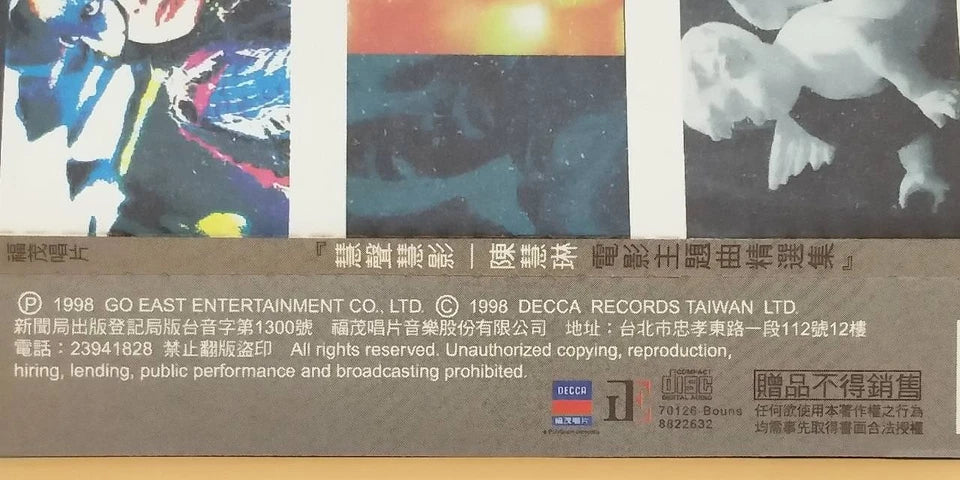 福茂唱片
『慧聲慧影—陳慧琳 電影主題曲精選集』
Ⓟ 1998 GO EAST ENTERTAINMENT CO., LTD. © 1998 DECCA RECORDS TAIWAN LTD.
新聞局出版登記局版台音字第1300號 福茂唱片音樂股份有限公司 地址：台北市忠孝東路一段112號12樓
電話：23941828 禁止翻版盜印 All rights reserved. Unauthorized copying, reproduction,
hiring, lending, public performance and broadcasting prohibited.
DECCA
福茂唱片
COMPACT
DISC
DIGITAL AUDIO
70126-Bouns
8822632
贈品不得銷售
任何欲使用本著作權之行為
均需事先取得書面合法授權